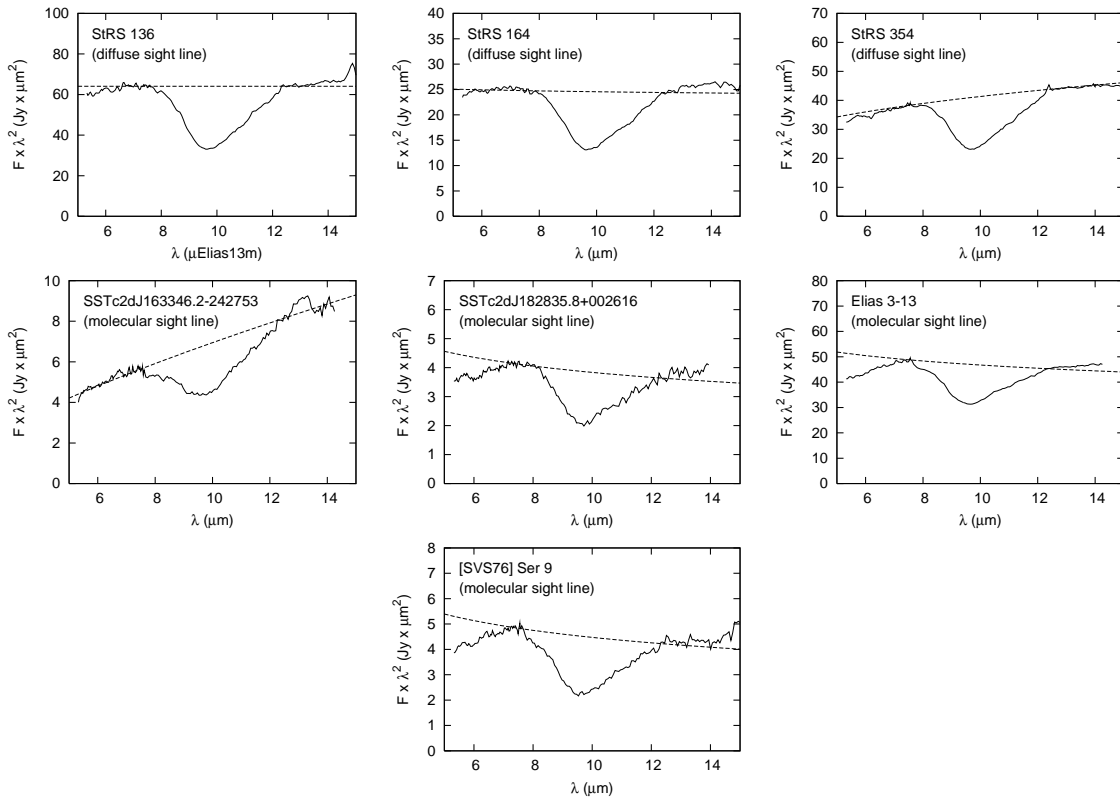 StRS 136
(diffuse sight line)
F x λ² (Jy x μm²)
100
80
60
40
20
0
6 8 10 12 14
λ (μElias13m)
StRS 164
(diffuse sight line)
F x λ² (Jy x μm²)
40
35
30
25
20
15
10
5
0
6 8 10 12 14
λ (μm)
StRS 354
(diffuse sight line)
F x λ² (Jy x μm²)
70
60
50
40
30
20
10
0
6 8 10 12 14
λ (μm)
SSTc2dJ163346.2-242753
(molecular sight line)
F x λ² (Jy x μm²)
10
8
6
4
2
0
6 8 10 12 14
λ (μm)
SSTc2dJ182835.8+002616
(molecular sight line)
F x λ² (Jy x μm²)
7
6
5
4
3
2
1
0
6 8 10 12 14
λ (μm)
Elias 3-13
(molecular sight line)
F x λ² (Jy x μm²)
80
70
60
50
40
30
20
10
0
6 8 10 12 14
λ (μm)
[SVS76] Ser 9
(molecular sight line)
F x λ² (Jy x μm²)
8
7
6
5
4
3
2
1
0
6 8 10 12 14
λ (μm)